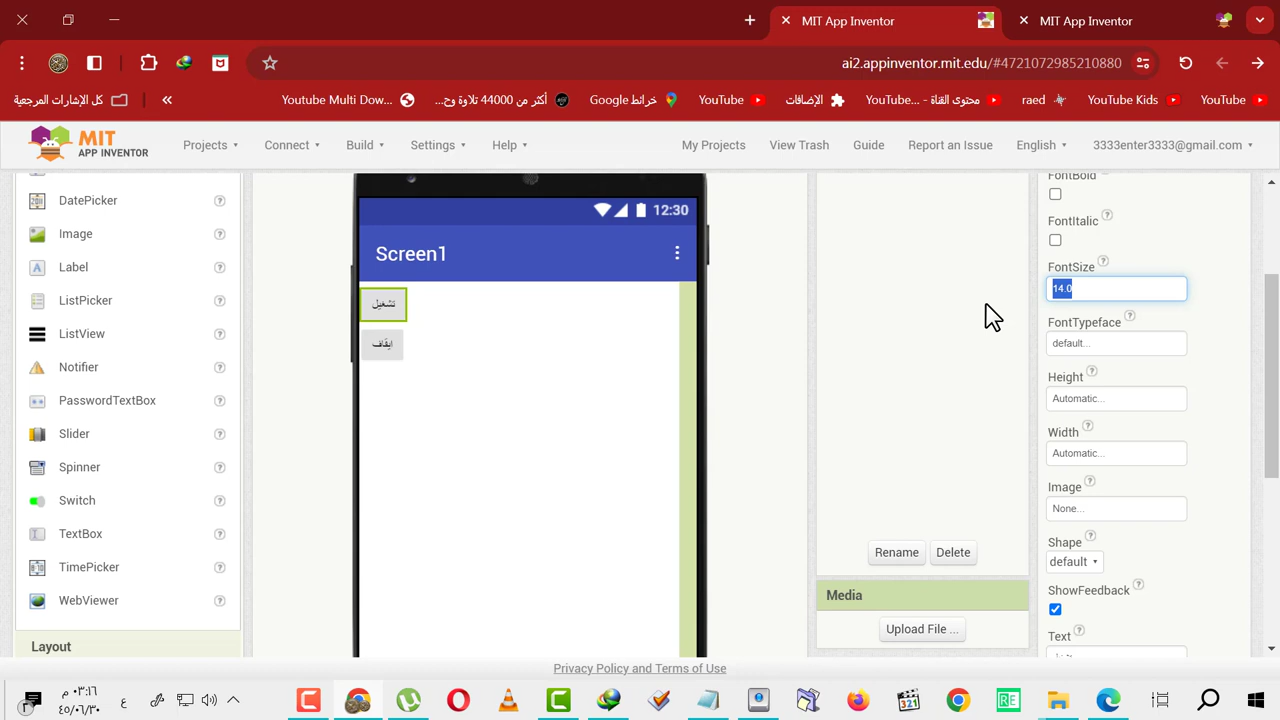 MIT App Inventor
MIT App Inventor
ai2.appinventor.mit.edu/#4721072985210880
كل الإشارات المرجعية
«
Youtube Multi Dow...
أكثر من 44000 تلاوة وح...
خرائط Google
YouTube
الإضافات
محتوى القناة - YouTube...
raed
YouTube Kids
YouTube
MIT
APP INVENTOR
Projects
Connect
Build
Settings
Help
My Projects
View Trash
Guide
Report an Issue
English
3333enter3333@gmail.com
DatePicker
Image
Label
ListPicker
ListView
Notifier
PasswordTextBox
Slider
Spinner
Switch
TextBox
TimePicker
WebViewer
Layout
12:30
Screen1
تشغيل
ايقاف
Rename
Delete
Media
Upload File ...
FontBold
FontItalic
FontSize
14.0
FontTypeface
default...
Height
Automatic...
Width
Automatic...
Image
None...
Shape
default
ShowFeedback
Text
Privacy Policy and Terms of Use
٠٣:١٦ م
ع
321
RE